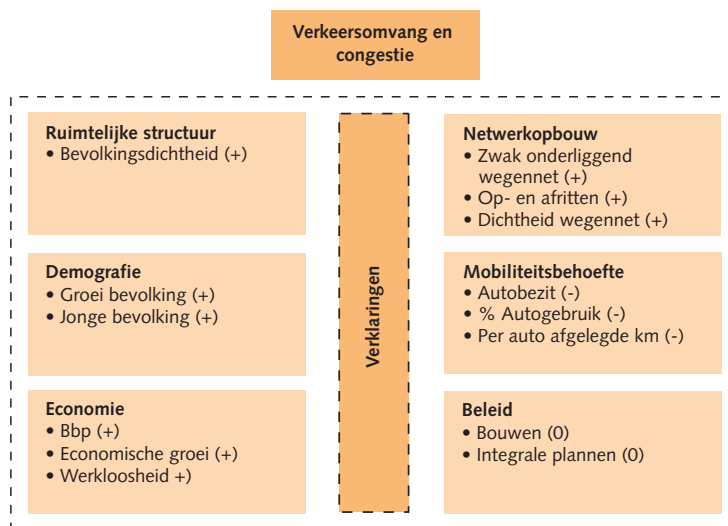 Verkeersomvang en
congestie
Ruimtelijke structuur
• Bevolkingsdichtheid (+)
Demografie
• Groei bevolking (+)
• Jonge bevolking (+)
Economie
• Bbp (+)
• Economische groei (+)
• Werkloosheid +)
Verklaringen
Netwerkopbouw
• Zwak onderliggend
wegennet (+)
• Op- en afritten (+)
• Dichtheid wegennet (+)
Mobiliteitsbehoefte
• Autobezit (-)
• % Autogebruik (-)
• Per auto afgelegde km (-)
Beleid
• Bouwen (0)
• Integrale plannen (0)